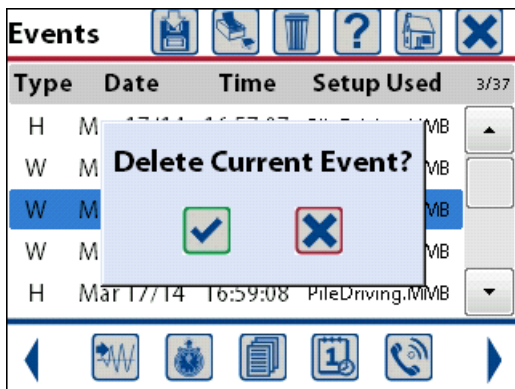 Events
?
Type Date Time Setup Used 3/37
H
W MB
Delete Current Event?
W M MB
W M MB
H Mar 17/14 16:59:08 PileDriving.MMB
1